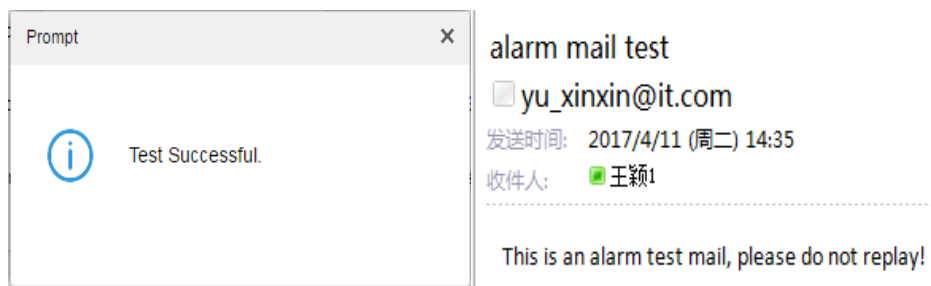 Prompt
Test Successful.
alarm mail test
yu_xinxin@it.com
发送时间: 2017/4/11 (周二) 14:35
收件人: 王颖1
This is an alarm test mail, please do not replay!